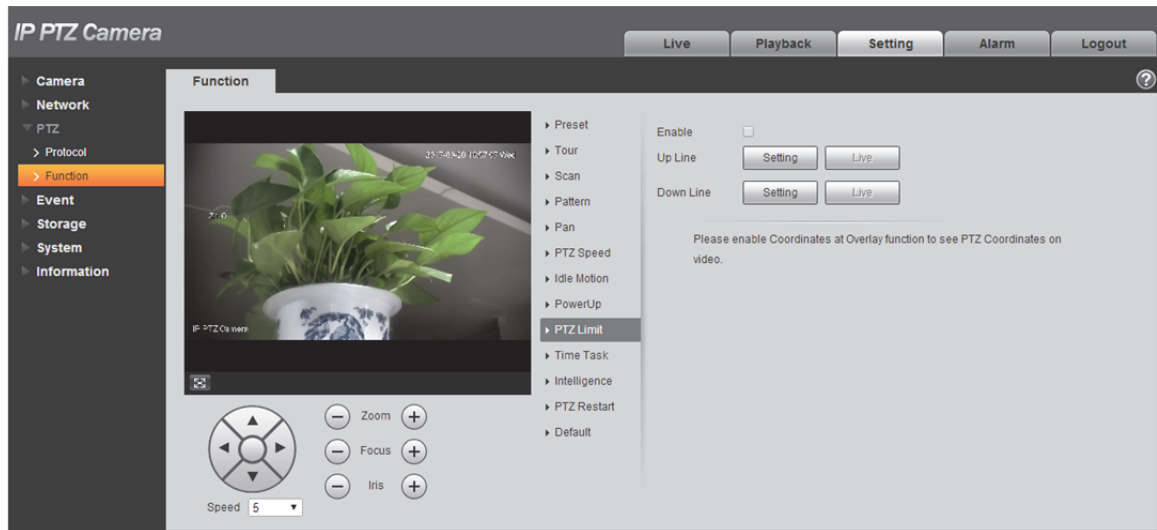 IP PTZ Camera
Live
Playback
Setting
Alarm
Logout
Camera
Network
PTZ
Protocol
Function
Event
Storage
System
Information
Function
?
Wed
IP PTZ Camera
Zoom
Focus
Iris
Speed 5
Preset
Tour
Scan
Pattern
Pan
PTZ Speed
Idle Motion
PowerUp
PTZ Limit
Time Task
Intelligence
PTZ Restart
Default
Enable
Up Line Setting Live
Down Line Setting Live
Please enable Coordinates at Overlay function to see PTZ Coordinates on
video.